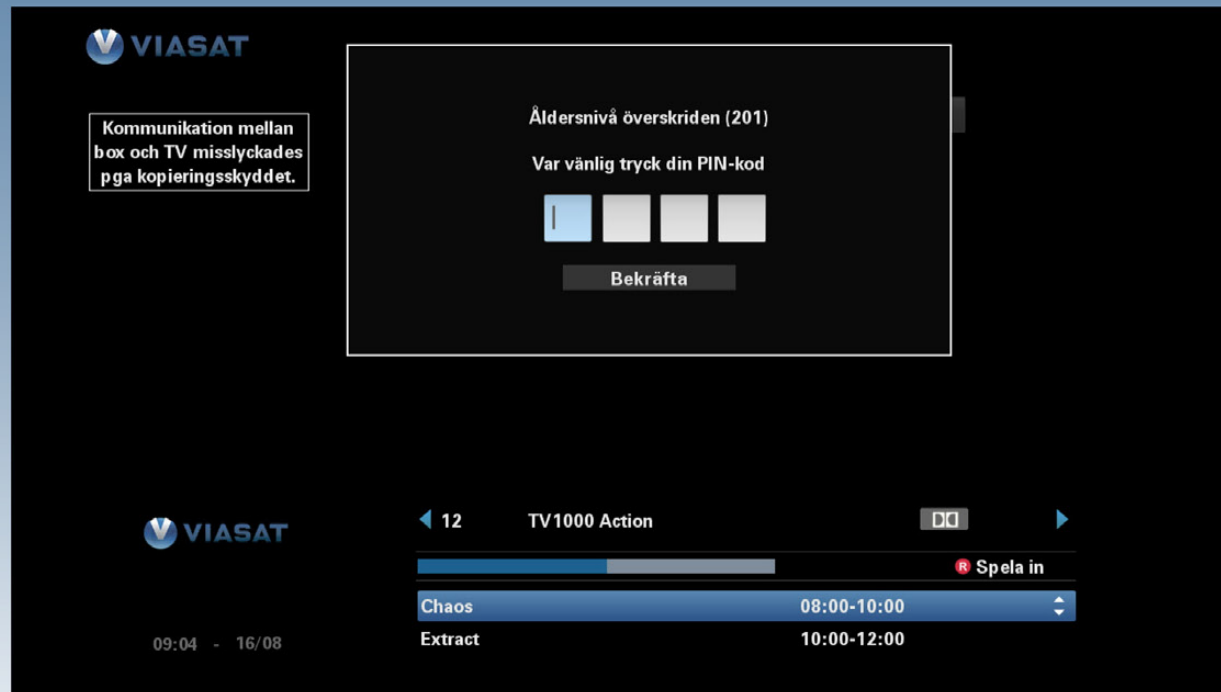 VIASAT
Kommunikation mellan
box och TV misslyckades
pga kopieringsskyddet.
Åldersnivå överskriden (201)
Var vänlig tryck din PIN-kod
Bekräfta
VIASAT
12 TV1000 Action
R Spela in
Chaos 08:00-10:00
09:04 - 16/08
Extract 10:00-12:00